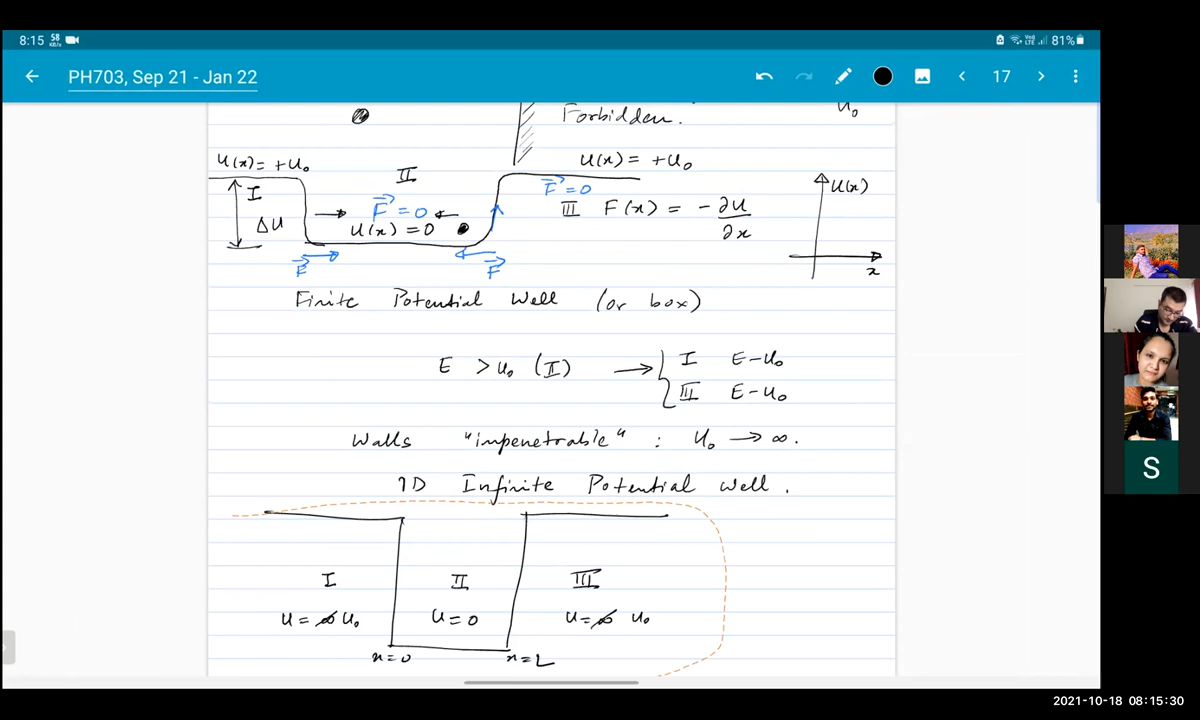 8:15 58 KB/s 81%
PH703, Sep 21 - Jan 22 17
Forbidden. U₀
U(x) = +U₀ U(x) = +U₀
I II U(x)
ΔU F⃗ = 0 F⃗ = 0
U(x) = 0 III F(x) = - ∂U/∂x
F⃗ F⃗ x
Finite Potential Well (or box)
E > U₀ (II) → { I E-U₀
III E-U₀
Walls "impenetrable" : U₀ → ∞.
1D Infinite Potential Well.
I II III
U = ∞ U₀ U = 0 U = ∞ U₀
x=0 x=L
S
2021-10-18 08:15:30